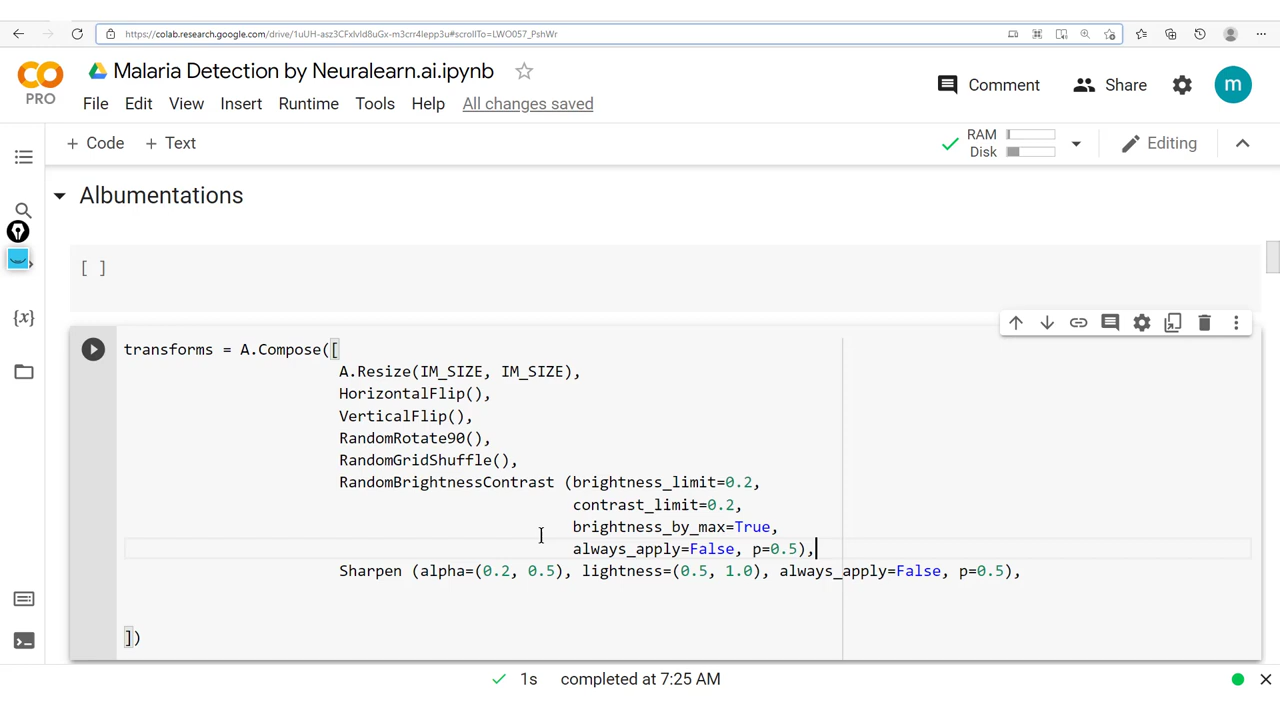 https://colab.research.google.com/drive/1uUH-asz3CFxlvld8uGx-m3crr4lepp3u#scrollTo=LWO057_PshWr
CO
PRO
Malaria Detection by Neuralearn.ai.ipynb
File Edit View Insert Runtime Tools Help All changes saved
Comment Share m
+ Code + Text
RAM
Disk
Editing
Albumentations
[ ]
{x}
transforms = A.Compose([
A.Resize(IM_SIZE, IM_SIZE),
HorizontalFlip(),
VerticalFlip(),
RandomRotate90(),
RandomGridShuffle(),
RandomBrightnessContrast (brightness_limit=0.2,
contrast_limit=0.2,
brightness_by_max=True,
always_apply=False, p=0.5),
Sharpen (alpha=(0.2, 0.5), lightness=(0.5, 1.0), always_apply=False, p=0.5),
])
1s completed at 7:25 AM